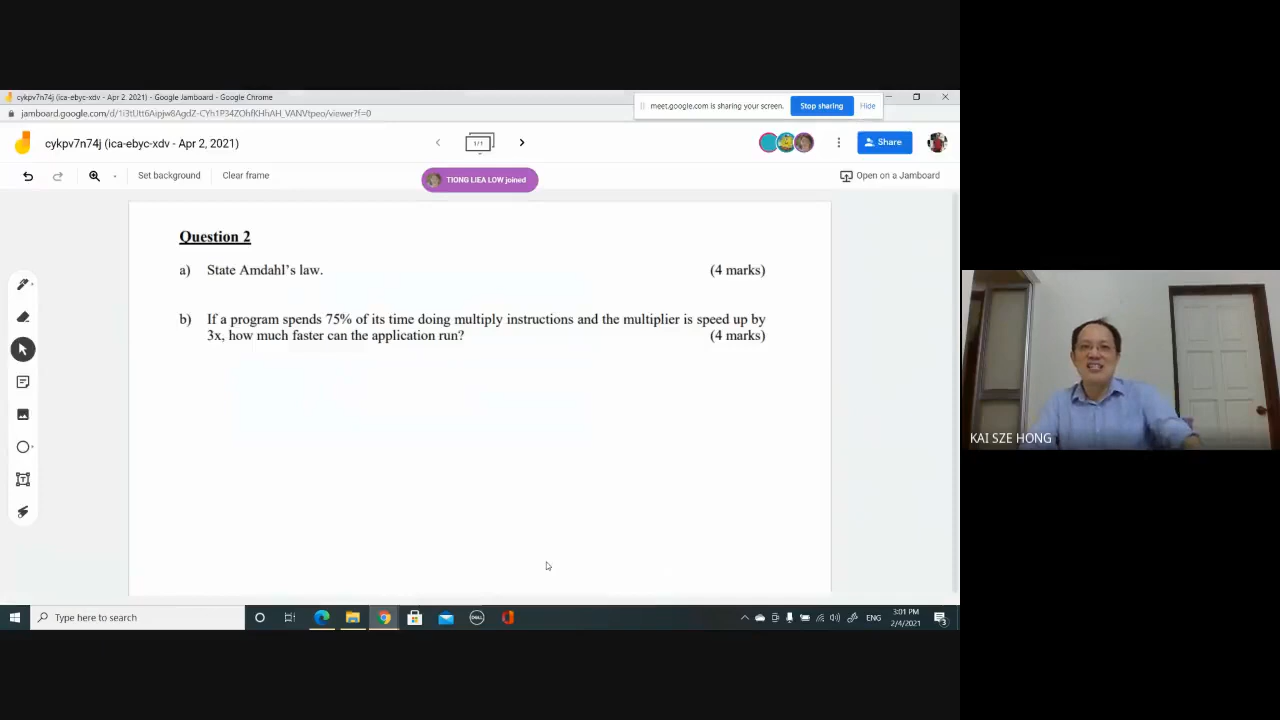 cykpv7n74j (ica-ebyc-xdv - Apr 2, 2021) - Google Jamboard - Google Chrome
meet.google.com is sharing your screen.
Stop sharing
Hide
cykpv7n74j (ica-ebyc-xdv - Apr 2, 2021)
1/1
Share
Set background
Clear frame
TIONG LIEA LOW joined
Open on a Jamboard
Question 2
a) State Amdahl's law. (4 marks)
b) If a program spends 75% of its time doing multiply instructions and the multiplier is speed up by
3x, how much faster can the application run? (4 marks)
KAI SZE HONG
Type here to search
DELL
ENG
3:01 PM
2/4/2021
3